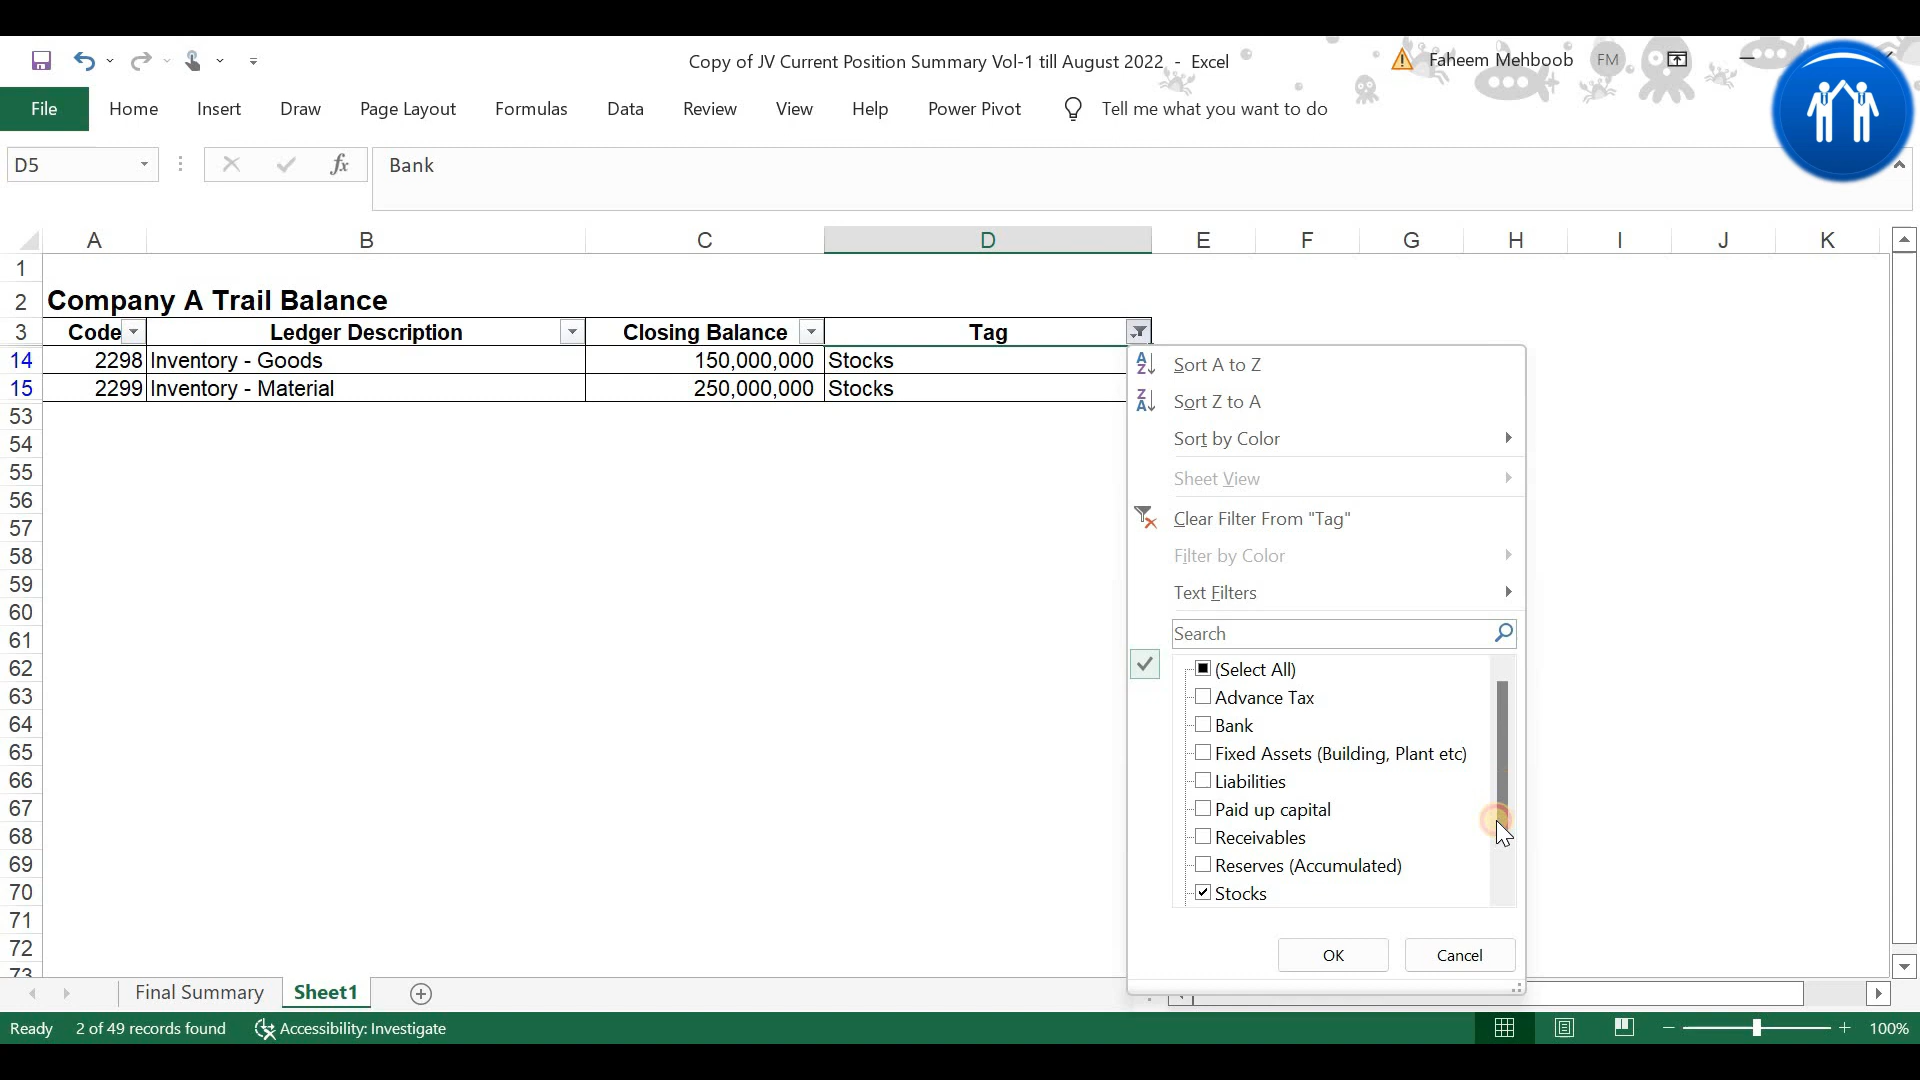 Copy of JV Current Position Summary Vol-1 till August 2022 - Excel
Faheem Mehboob FM
File Home Insert Draw Page Layout Formulas Data Review View Help Power Pivot Tell me what you want to do
D5 fx Bank
A B C D E F G H I J K
1
2 Company A Trail Balance
3 Code Ledger Description Closing Balance Tag
14 2298 Inventory - Goods 150,000,000 Stocks
15 2299 Inventory - Material 250,000,000 Stocks
53
54
55
56
57
58
59
60
61
62
63
64
65
66
67
68
69
70
71
72
73
Sort A to Z
Sort Z to A
Sort by Color
Sheet View
Clear Filter From "Tag"
Filter by Color
Text Filters
Search
(Select All)
Advance Tax
Bank
Fixed Assets (Building, Plant etc)
Liabilities
Paid up capital
Receivables
Reserves (Accumulated)
Stocks
OK Cancel
Final Summary Sheet1
Ready 2 of 49 records found Accessibility: Investigate 100%